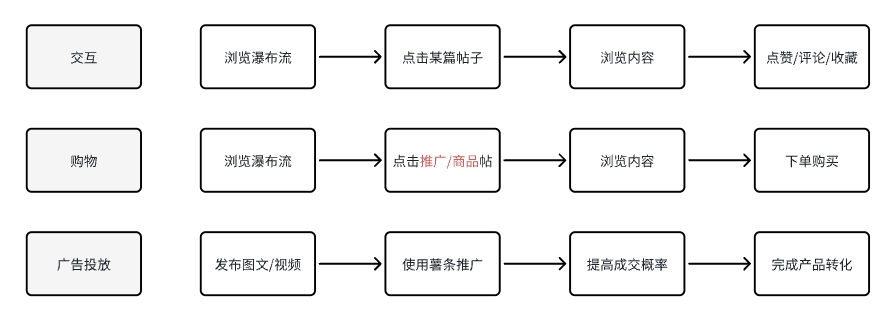 交互
浏览瀑布流
点击某篇帖子
浏览内容
点赞/评论/收藏
购物
浏览瀑布流
点击推广/商品帖
浏览内容
下单购买
广告投放
发布图文/视频
使用薯条推广
提高成交概率
完成产品转化